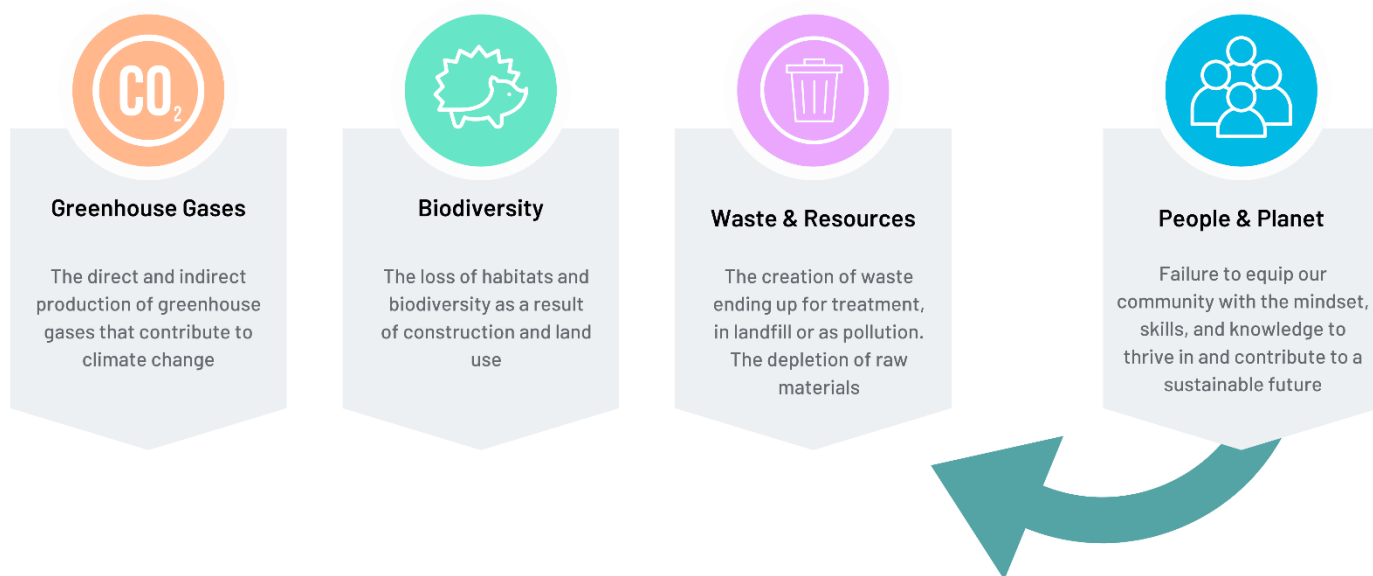 CO₂
Greenhouse Gases
The direct and indirect
production of greenhouse
gases that contribute to
climate change
Biodiversity
The loss of habitats and
biodiversity as a result
of construction and land
use
Waste & Resources
The creation of waste
ending up for treatment,
in landfill or as pollution.
The depletion of raw
materials
People & Planet
Failure to equip our
community with the mindset,
skills, and knowledge to
thrive in and contribute to a
sustainable future